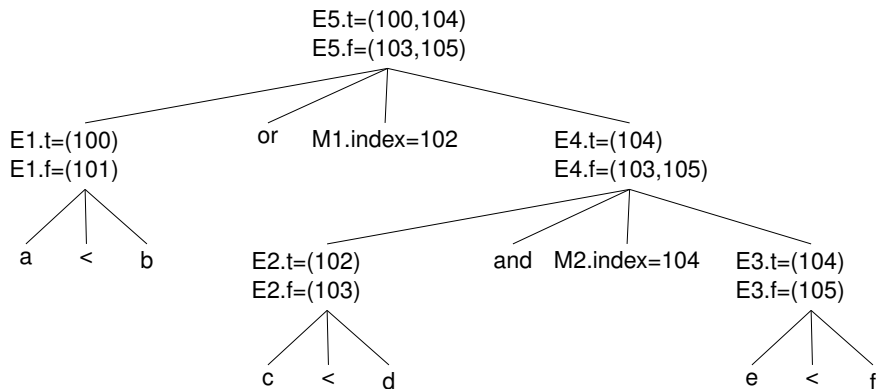 E5.t=(100,104)
E5.f=(103,105)
E1.t=(100)
E1.f=(101)
or
M1.index=102
E4.t=(104)
E4.f=(103,105)
a
<
b
E2.t=(102)
E2.f=(103)
and
M2.index=104
E3.t=(104)
E3.f=(105)
c
<
d
e
<
f